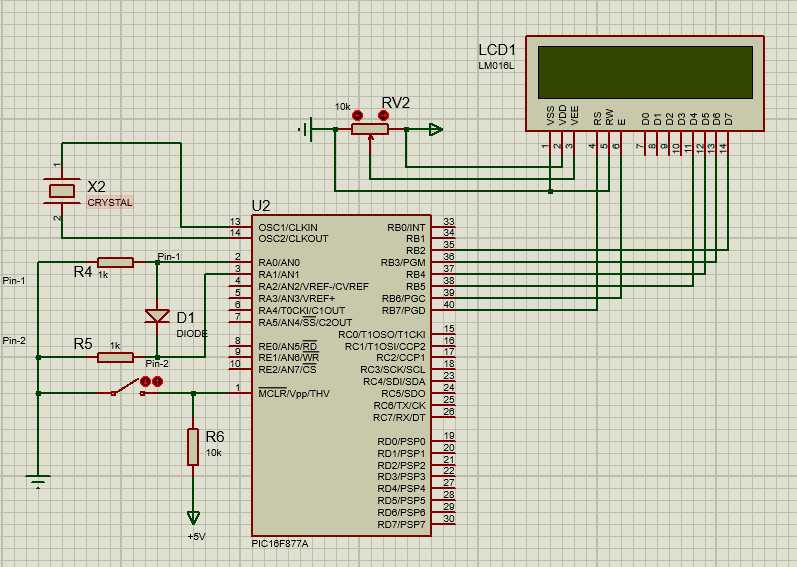 LCD1
LM016L
VSS
VDD
VEE
RS
RW
E
D0
D1
D2
D3
D4
D5
D6
D7
1
2
3
4
5
6
7
8
9
10
11
12
13
14
10k
RV2
1
X2
CRYSTAL
2
U2
13 OSC1/CLKIN
14 OSC2/CLKOUT
2 RA0/AN0
3 RA1/AN1
4 RA2/AN2/VREF-/CVREF
5 RA3/AN3/VREF+
6 RA4/T0CKI/C1OUT
7 RA5/AN4/SS/C2OUT
8 RE0/AN5/RD
9 RE1/AN6/WR
10 RE2/AN7/CS
1 MCLR/Vpp/THV
RB0/INT 33
RB1 34
RB2 35
RB3/PGM 36
RB4 37
RB5 38
RB6/PGC 39
RB7/PGD 40
RC0/T1OSO/T1CKI 15
RC1/T1OSI/CCP2 16
RC2/CCP1 17
RC3/SCK/SCL 18
RC4/SDI/SDA 23
RC5/SDO 24
RC6/TX/CK 25
RC7/RX/DT 26
RD0/PSP0 19
RD1/PSP1 20
RD2/PSP2 21
RD3/PSP3 22
RD4/PSP4 27
RD5/PSP5 28
RD6/PSP6 29
RD7/PSP7 30
PIC16F877A
Pin-1
R4
1k
Pin-1
D1
DIODE
Pin-2
R5
1k
Pin-2
R6
10k
+5V